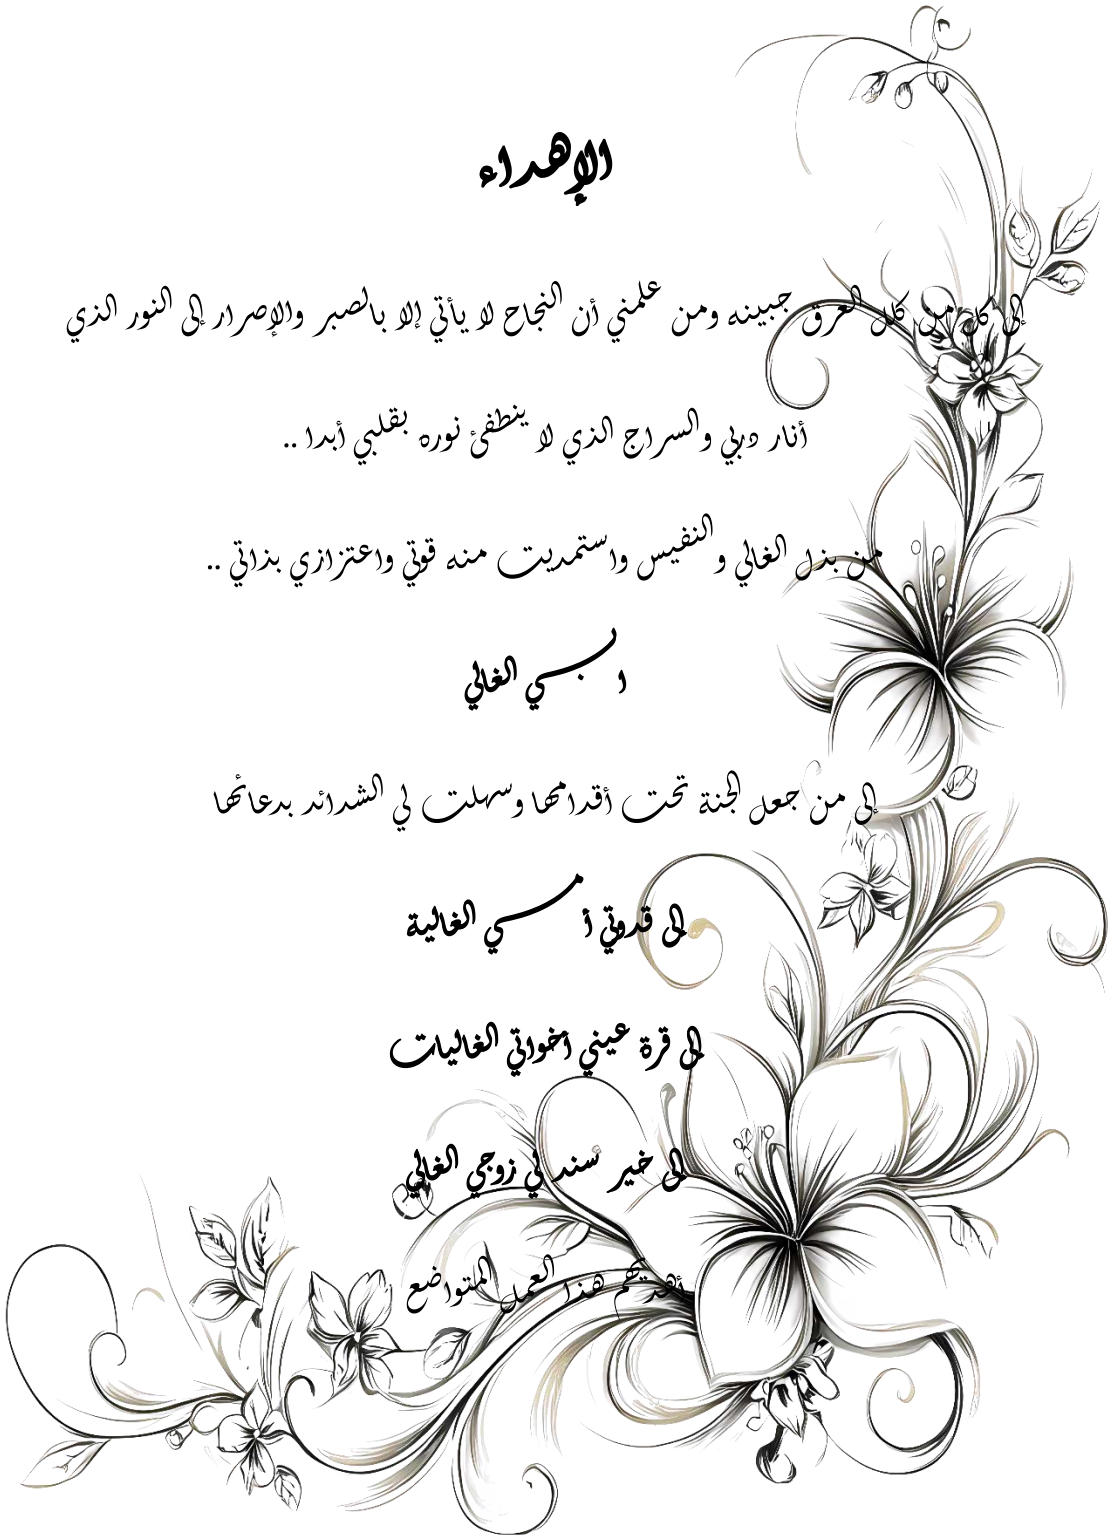 الإهداء
إلى كل من كلل العرق جبينه ومن علمني أن النجاح لا يأتي إلا بالصبر والإصرار إلى النور الذي
أنار دربي والسراج الذي لا ينطفئ نوره بقلبي أبدا ..
من بذل الغالي والنفيس واستمديت منه قوتي واعتزازي بذاتي ..
ابـــي الغالي
إلى من جعل الجنة تحت أقدامها وسهلت لي الشدائد بدعائها
إلى قدوتي أمـــي الغالية
إلى قرة عيني أخواتي الغاليات
إلى خير سند لي زوجي الغالي
أهديهم هذا العمل المتواضع